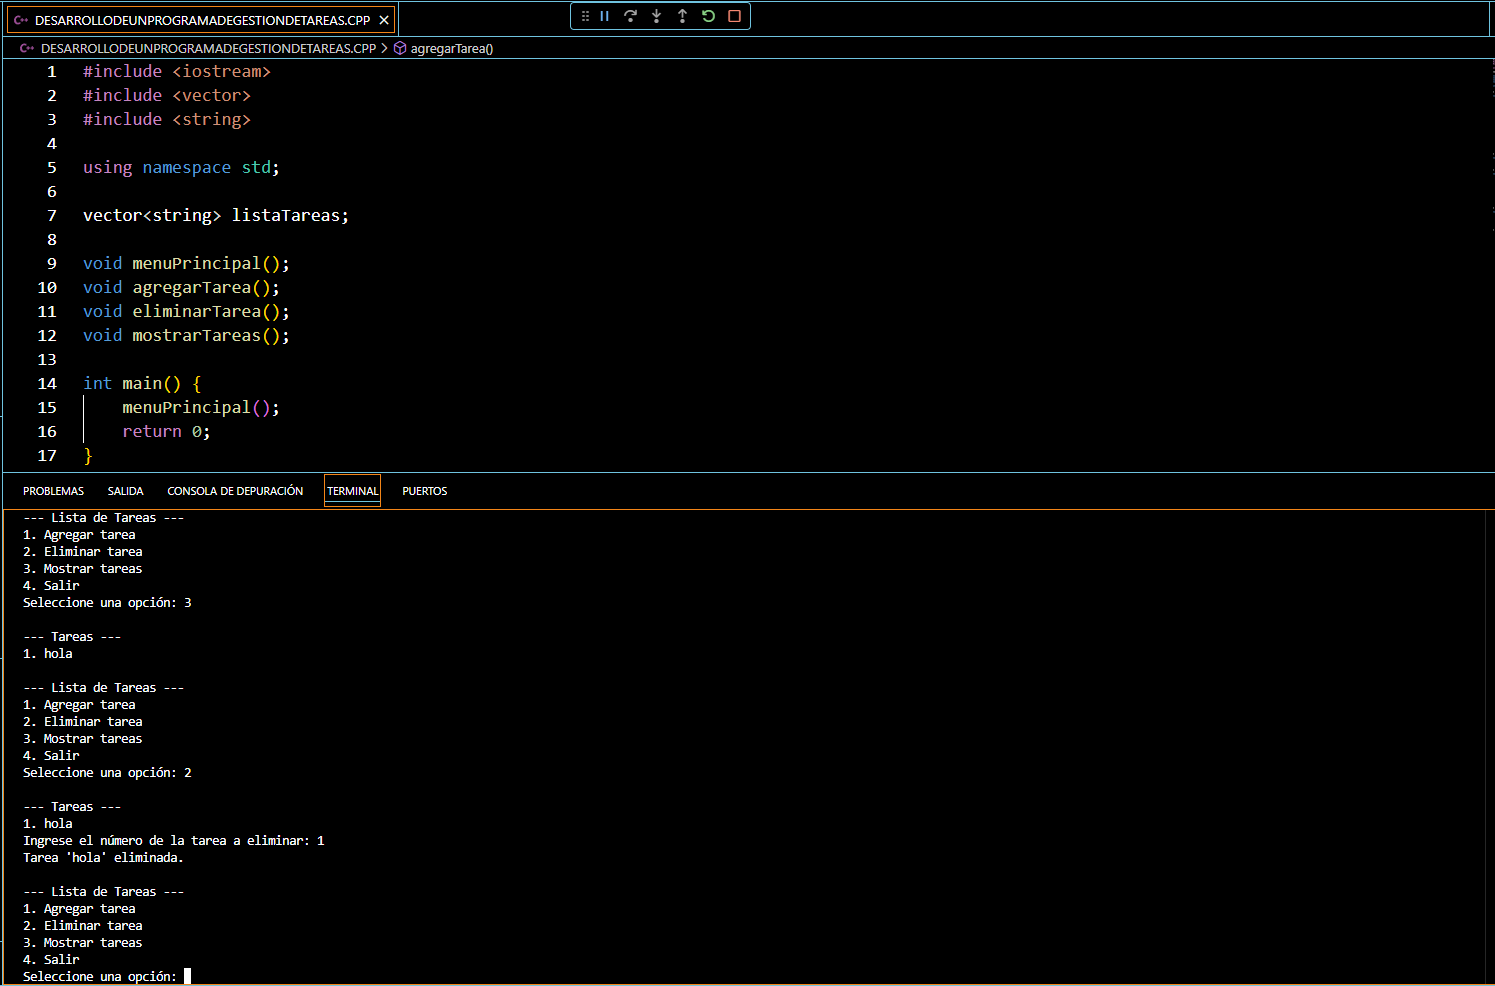 DESARROLLODEUNPROGRAMADEGESTIONDETAREAS.CPP
DESARROLLODEUNPROGRAMADEGESTIONDETAREAS.CPP > agregarTarea()
1 #include <iostream>
2 #include <vector>
3 #include <string>
4
5 using namespace std;
6
7 vector<string> listaTareas;
8
9 void menuPrincipal();
10 void agregarTarea();
11 void eliminarTarea();
12 void mostrarTareas();
13
14 int main() {
15 menuPrincipal();
16 return 0;
17 }
PROBLEMAS SALIDA CONSOLA DE DEPURACIÓN TERMINAL PUERTOS
--- Lista de Tareas ---
1. Agregar tarea
2. Eliminar tarea
3. Mostrar tareas
4. Salir
Seleccione una opción: 3
--- Tareas ---
1. hola
--- Lista de Tareas ---
1. Agregar tarea
2. Eliminar tarea
3. Mostrar tareas
4. Salir
Seleccione una opción: 2
--- Tareas ---
1. hola
Ingrese el número de la tarea a eliminar: 1
Tarea 'hola' eliminada.
--- Lista de Tareas ---
1. Agregar tarea
2. Eliminar tarea
3. Mostrar tareas
4. Salir
Seleccione una opción: